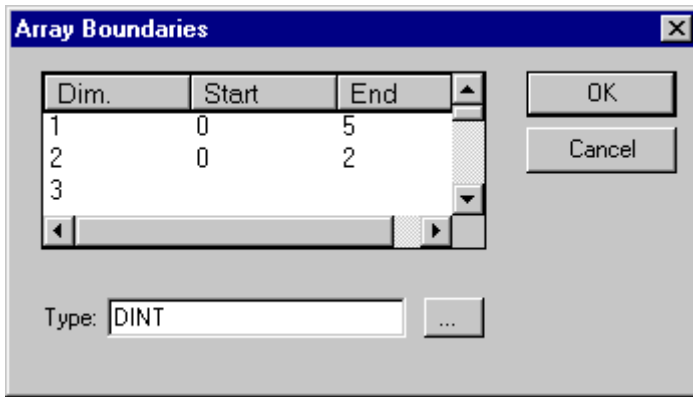 Array Boundaries
Dim. Start End
1 0 5
2 0 2
3
OK
Cancel
Type: DINT ...